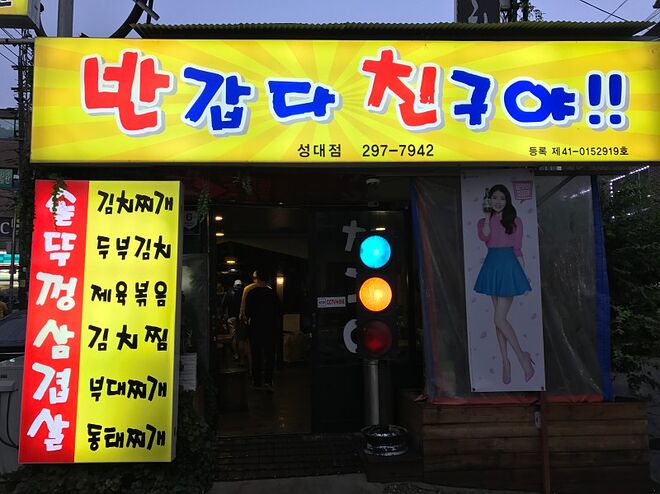 반갑다 친구야!!
성대점 297-7942 등록 제41-0152919호
솥뚜껑삼겹살
김치찌개
두부김치
제육볶음
김치찜
부대찌개
동태찌개